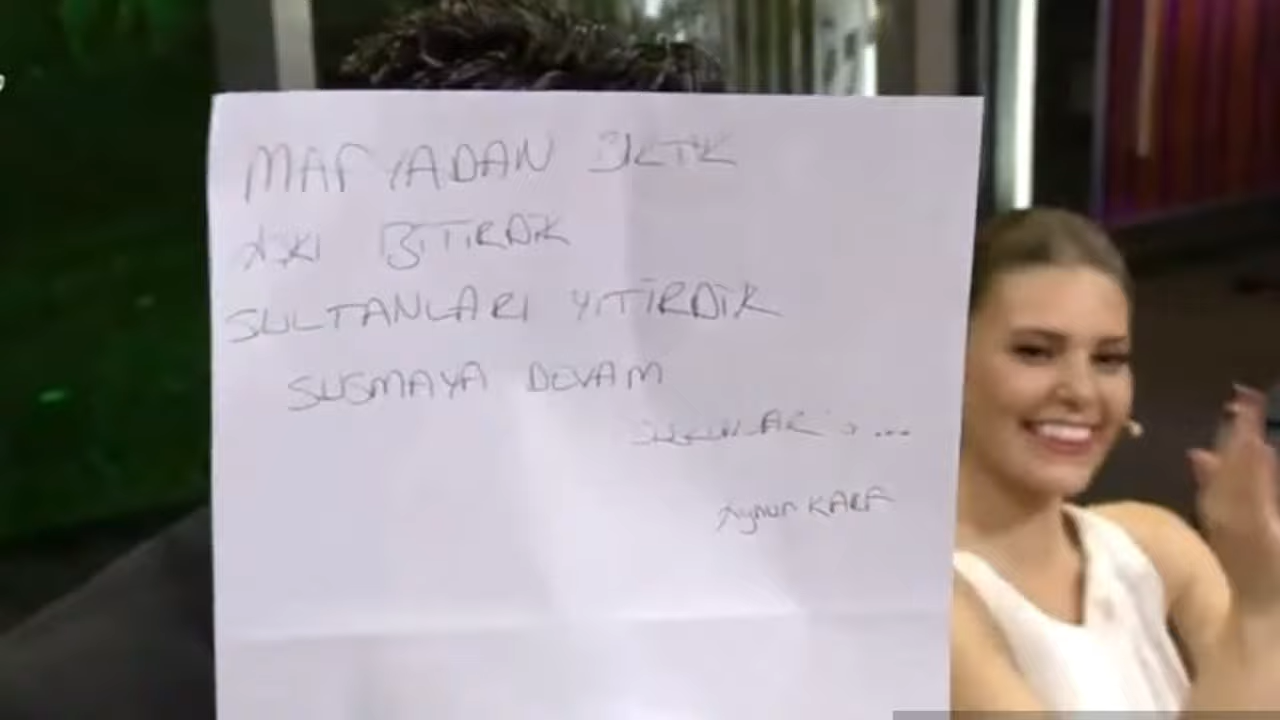 MAFYADAN BIKTIK
AŞKI BİTİRDİK
SULTANLARI YİTİRDİK
SUSMAYA DEVAM
Aynur KARA